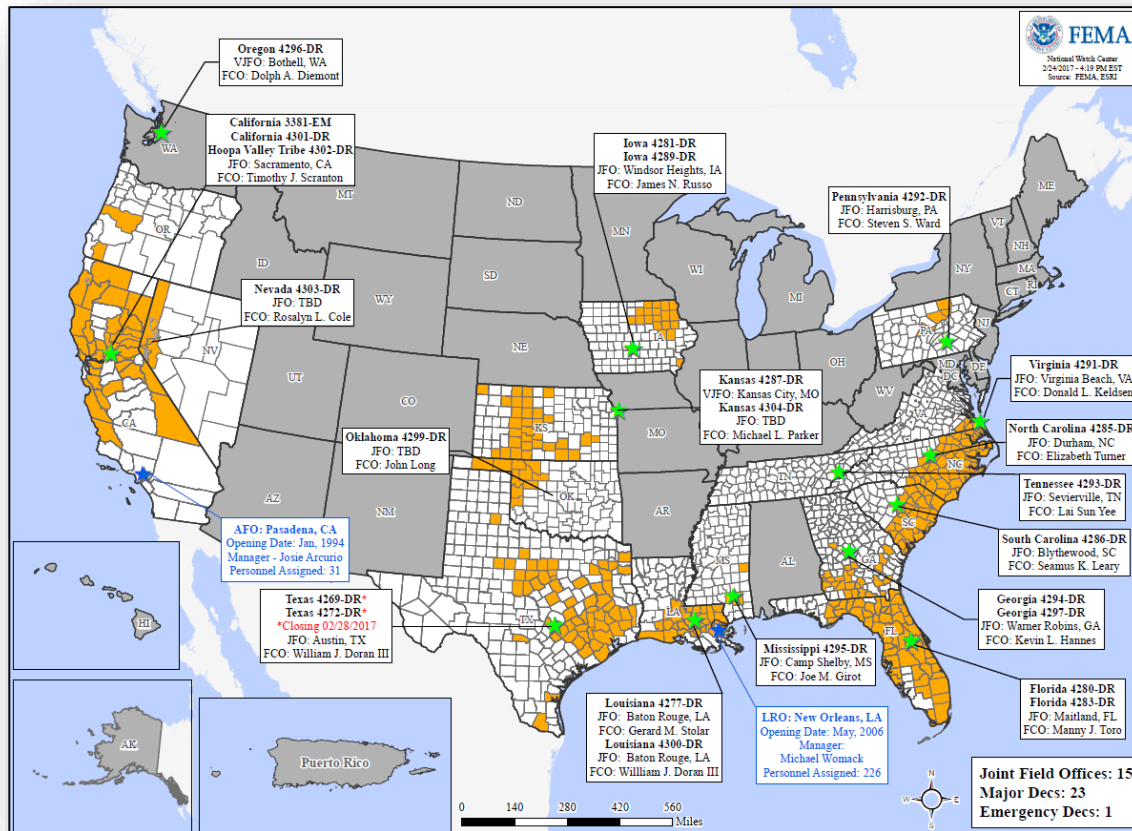 FEMA
National Watch Center
2/24/2017 - 4:19 PM EST
Source: FEMA, ESRI
Oregon 4296-DR
VJFO: Bothell, WA
FCO: Dolph A. Diemont
California 3381-EM
California 4301-DR
Hoopa Valley Tribe 4302-DR
JFO: Sacramento, CA
FCO: Timothy J. Scranton
Iowa 4281-DR
Iowa 4289-DR
JFO: Windsor Heights, IA
FCO: James N. Russo
Pennsylvania 4292-DR
JFO: Harrisburg, PA
FCO: Steven S. Ward
Nevada 4303-DR
JFO: TBD
FCO: Rosalyn L. Cole
Kansas 4287-DR
VJFO: Kansas City, MO
Kansas 4304-DR
JFO: TBD
FCO: Michael L. Parker
Virginia 4291-DR
JFO: Virginia Beach, VA
FCO: Donald L. Keldsen
North Carolina 4285-DR
JFO: Durham, NC
FCO: Elizabeth Turner
Oklahoma 4299-DR
JFO: TBD
FCO: John Long
Tennessee 4293-DR
JFO: Sevierville, TN
FCO: Lai Sun Yee
South Carolina 4286-DR
JFO: Blythewood, SC
FCO: Seamus K. Leary
AFO: Pasadena, CA
Opening Date: Jan, 1994
Manager - Josie Arcurio
Personnel Assigned: 31
Texas 4269-DR*
Texas 4272-DR*
*Closing 02/28/2017
JFO: Austin, TX
FCO: William J. Doran III
Georgia 4294-DR
Georgia 4297-DR
JFO: Warner Robins, GA
FCO: Kevin L. Hannes
Mississippi 4295-DR
JFO: Camp Shelby, MS
FCO: Joe M. Girot
Florida 4280-DR
Florida 4283-DR
JFO: Maitland, FL
FCO: Manny J. Toro
Louisiana 4277-DR
JFO: Baton Rouge, LA
FCO: Gerard M. Stolar
Louisiana 4300-DR
JFO: Baton Rouge, LA
FCO: Willliam J. Doran III
LRO: New Orleans, LA
Opening Date: May, 2006
Manager:
Michael Womack
Personnel Assigned: 226
WA
MT
ND
MN
ME
VT
NH
OR
ID
SD
WI
MI
NY
MA
RI
CT
WY
IA
PA
NJ
NV
NE
OH
MD
DE
DC
UT
CO
KS
MO
WV
VA
CA
NC
AZ
NM
OK
AR
TN
SC
MS
AL
GA
TX
LA
FL
HI
AK
Puerto Rico
N
W
E
S
0 140 280 420 560
Miles
Joint Field Offices: 15
Major Decs: 23
Emergency Decs: 1